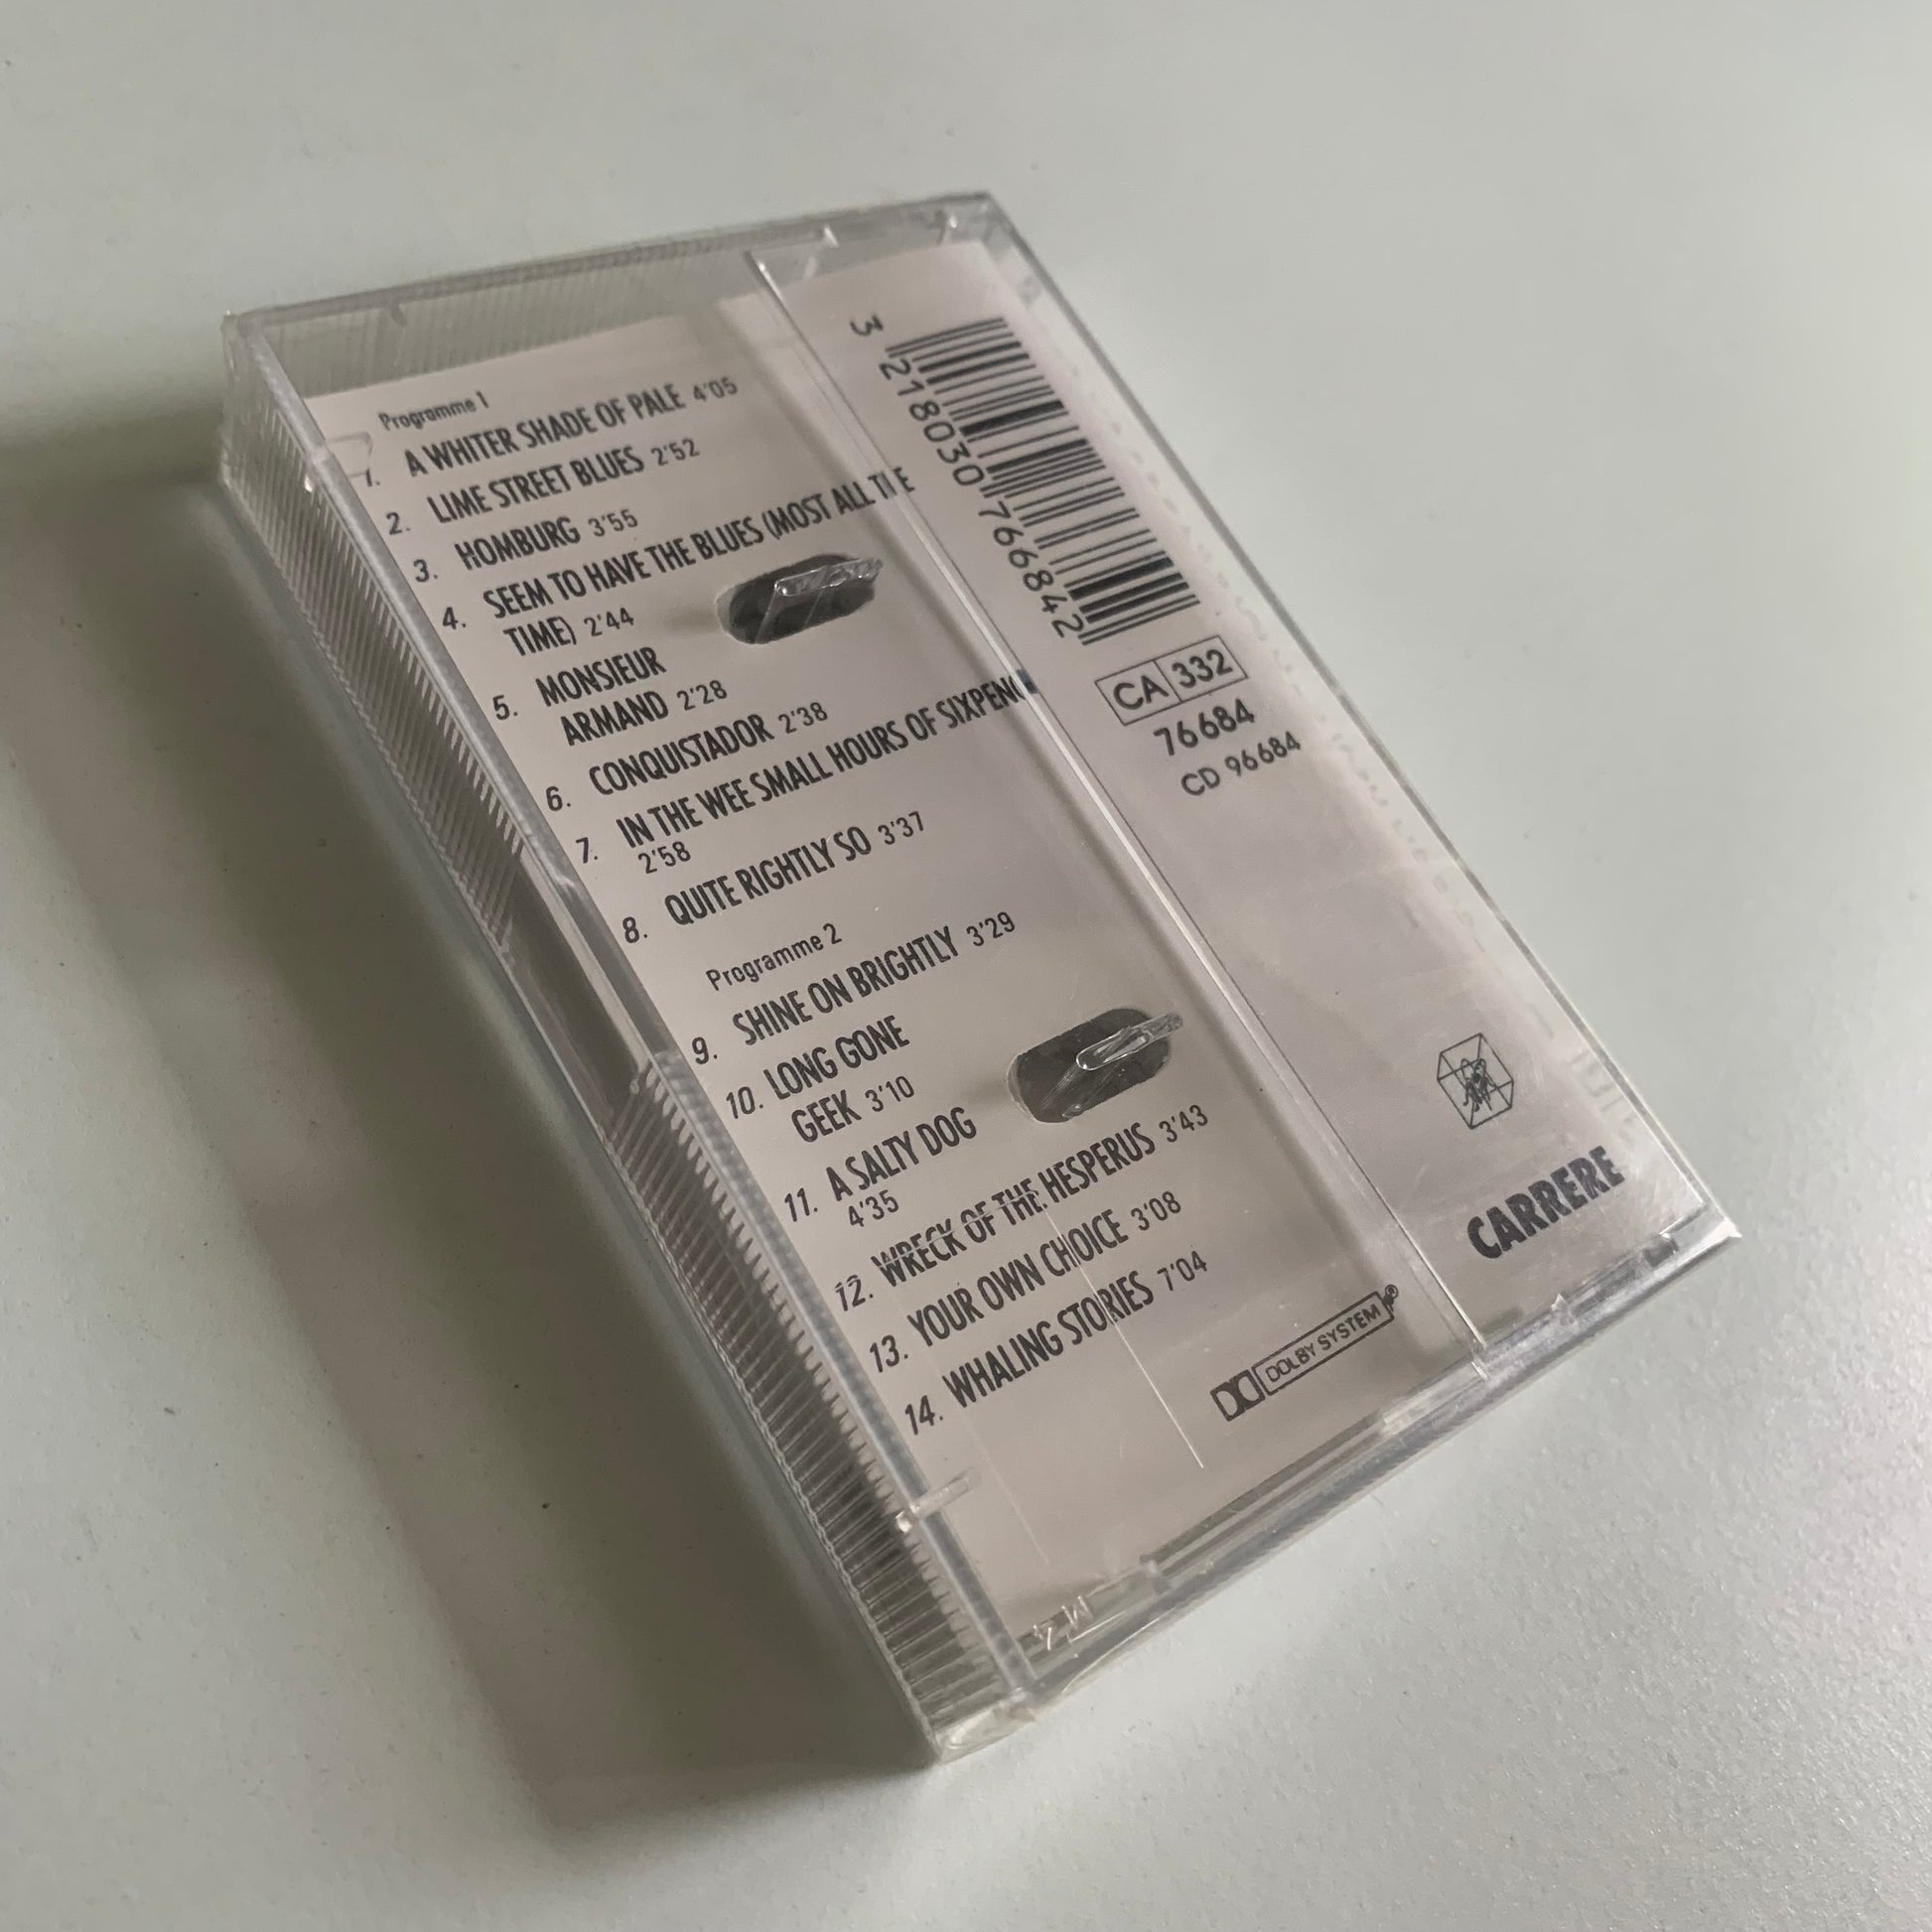 Programme 1
1. A WHITER SHADE OF PALE 4'05
2. LIME STREET BLUES 2'52
3. HOMBURG 3'55
4. SEEM TO HAVE THE BLUES (MOST ALL THE
TIME) 2'44
5. MONSIEUR
ARMAND 2'28
6. CONQUISTADOR 2'38
7. IN THE WEE SMALL HOURS OF
2'58
8. QUITE RIGHTLY SO 3'37
Programme 2
9. SHINE ON BRIGHTLY 3'29
10. LONG GONE
GEEK 3'10
11. A SALTY DOG
4'35
12. WRECK OF THE HESPERUS 3'43
13. YOUR OWN CHOICE 3'08
14. WHALING STORIES 7'04
DOLBY SYSTEM®
3 218030 766842
CA 332
76684
CD 96684
CARRERE